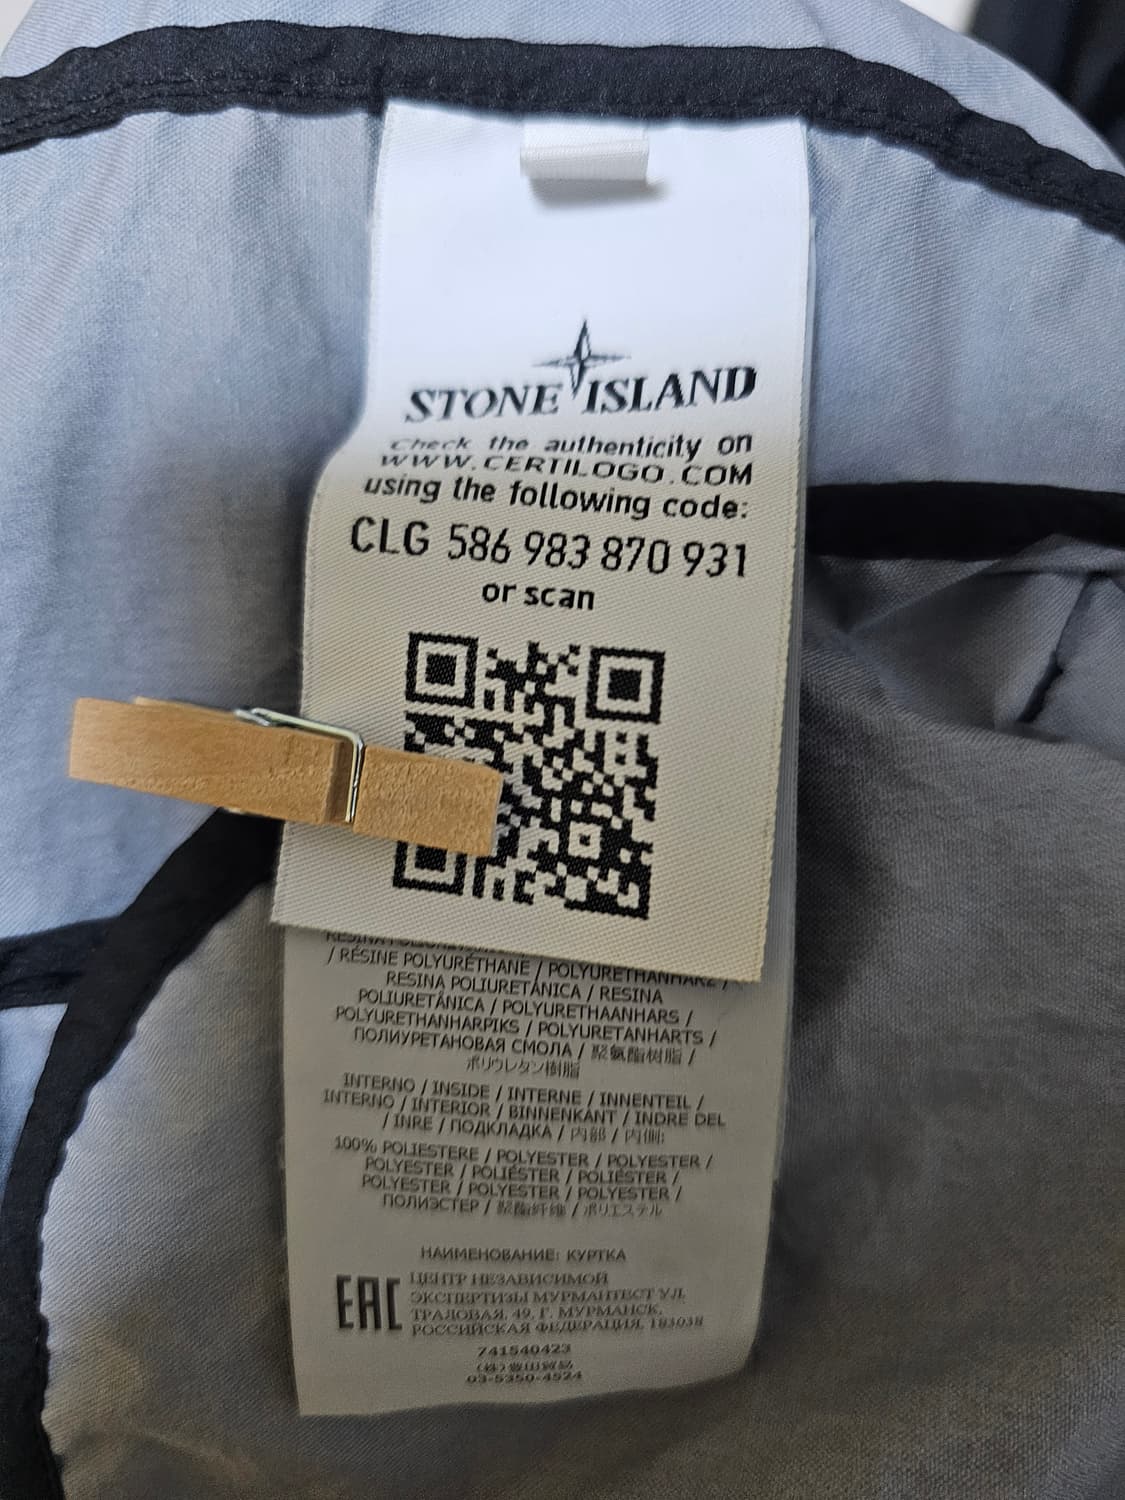 STONE ISLAND
Check the authenticity on
WWW.CERTILOGO.COM
using the following code:
CLG 586 983 870 931
or scan
/ RÉSINE POLYURÉTHANE / POLYURETHANHARZ /
RESINA POLIURETÁNICA / RESINA
POLIURETÂNICA / POLYURETHAANHARS /
POLYURETHANHARPIKS / POLYURETANHARTS /
ПОЛИУРЕТАНОВАЯ СМОЛА / 聚氨酯树脂 /
ポリウレタン樹脂
INTERNO / INSIDE / INTERNE / INNENTEIL /
INTERNO / INTERIOR / BINNENKANT / INDRE DEL
/ INRE / ПОДКЛАДКА / 内部 / 内側:
100% POLIESTERE / POLYESTER / POLYESTER /
POLYESTER / POLIÉSTER / POLIÉSTER /
POLYESTER / POLYESTER / POLYESTER /
ПОЛИЭСТЕР / 聚酯纤维 / ポリエステル
НАИМЕНОВАНИЕ: КУРТКА
EAC
ЦЕНТР НЕЗАВИСИМОЙ
ЭКСПЕРТИЗЫ МУРМАНТЕСТ УЛ.
ТРАЛОВАЯ, 49, Г. МУРМАНСК,
РОССИЙСКАЯ ФЕДЕРАЦИЯ, 183038
741540423
03-5350-4524